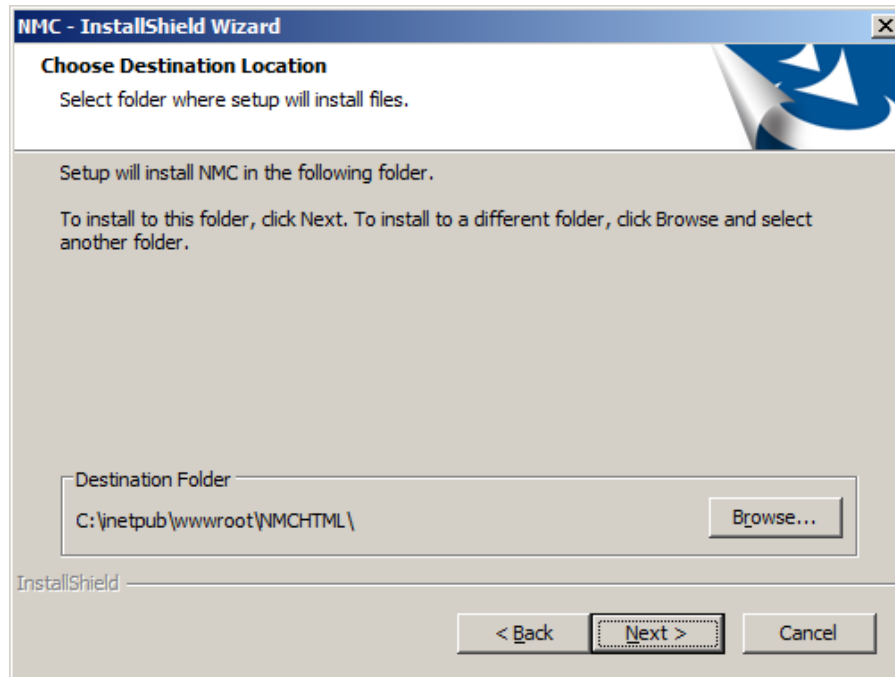 NMC - InstallShield Wizard
Choose Destination Location
Select folder where setup will install files.
Setup will install NMC in the following folder.
To install to this folder, click Next. To install to a different folder, click Browse and select
another folder.
Destination Folder
C:\inetpub\wwwroot\NMCHTML\
Browse...
InstallShield
< Back
Next >
Cancel